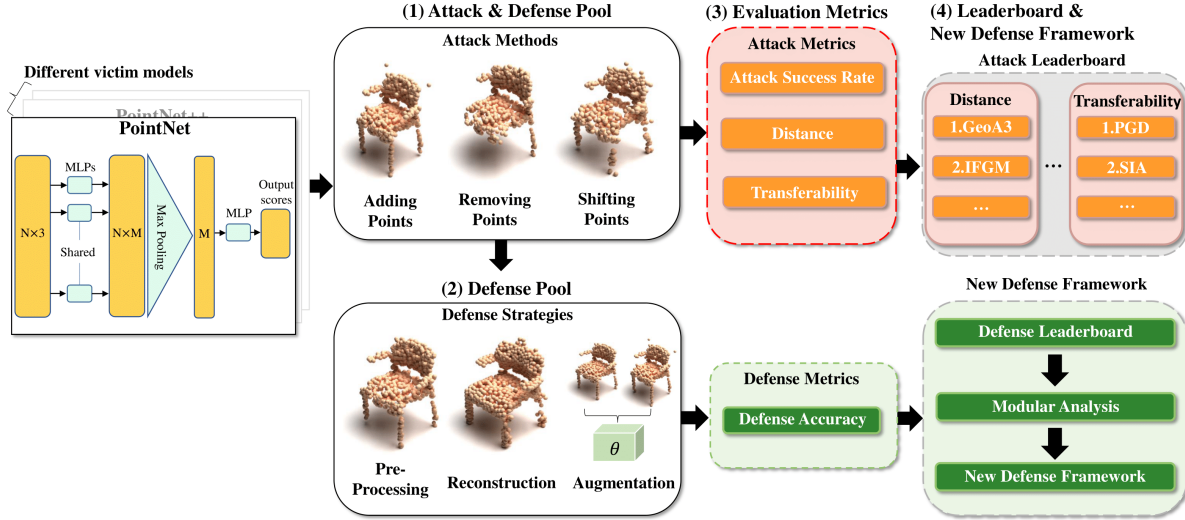 Different victim models
PointNet++
PointNet
MLPs
N×3
Shared
N×M
Max Pooling
M
MLP
Output
scores
(1) Attack & Defense Pool
Attack Methods
Adding
Points
Removing
Points
Shifting
Points
(2) Defense Pool
Defense Strategies
Pre-
Processing
Reconstruction
θ
Augmentation
(3) Evaluation Metrics
Attack Metrics
Attack Success Rate
Distance
Transferability
Defense Metrics
Defense Accuracy
(4) Leaderboard &
New Defense Framework
Attack Leaderboard
Distance
1.GeoA3
2.IFGM
...
...
Transferability
1.PGD
2.SIA
...
New Defense Framework
Defense Leaderboard
Modular Analysis
New Defense Framework